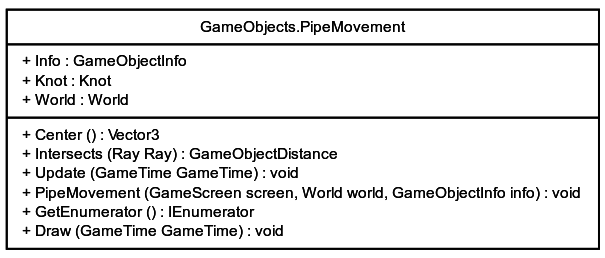 GameObjects.PipeMovement
+ Info : GameObjectInfo
+ Knot : Knot
+ World : World
+ Center () : Vector3
+ Intersects (Ray Ray) : GameObjectDistance
+ Update (GameTime GameTime) : void
+ PipeMovement (GameScreen screen, World world, GameObjectInfo info) : void
+ GetEnumerator () : IEnumerator
+ Draw (GameTime GameTime) : void